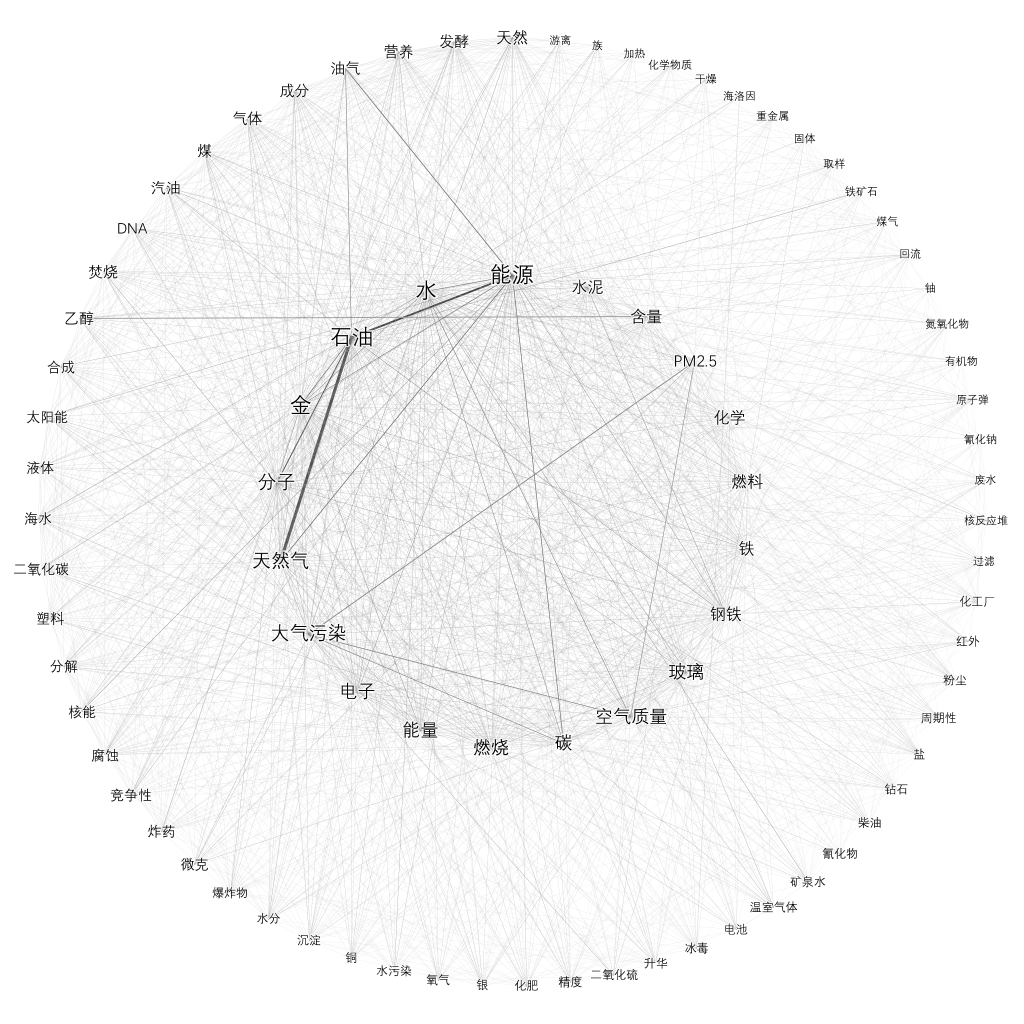 天然
游离
族
加热
化学物质
干燥
海洛因
重金属
固体
取样
铁矿石
煤气
回流
铀
氮氧化物
有机物
原子弹
氰化钠
废水
核反应堆
过滤
化工厂
红外
粉尘
周期性
盐
钻石
柴油
氰化物
矿泉水
温室气体
电池
冰毒
升华
二氧化硫
精度
化肥
银
氧气
水污染
铜
沉淀
水分
爆炸物
微克
炸药
竞争性
腐蚀
核能
分解
塑料
二氧化碳
海水
液体
太阳能
合成
乙醇
焚烧
DNA
汽油
煤
气体
成分
油气
营养
发酵
能源
水泥
含量
PM2.5
化学
燃料
铁
钢铁
玻璃
空气质量
碳
燃烧
能量
电子
大气污染
天然气
分子
金
石油
水